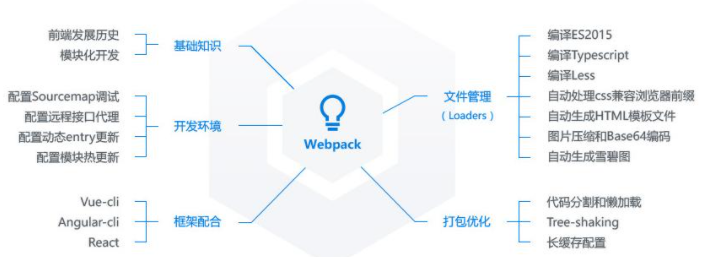 前端发展历史
模块化开发
基础知识
配置Sourcemap调试
配置远程接口代理
配置动态entry更新
配置模块热更新
开发环境
Vue-cli
Angular-cli
React
框架配合
Webpack
文件管理
(Loaders)
编译ES2015
编译Typescript
编译Less
自动处理css兼容浏览器前缀
自动生成HTML模板文件
图片压缩和Base64编码
自动生成雪碧图
打包优化
代码分割和懒加载
Tree-shaking
长缓存配置